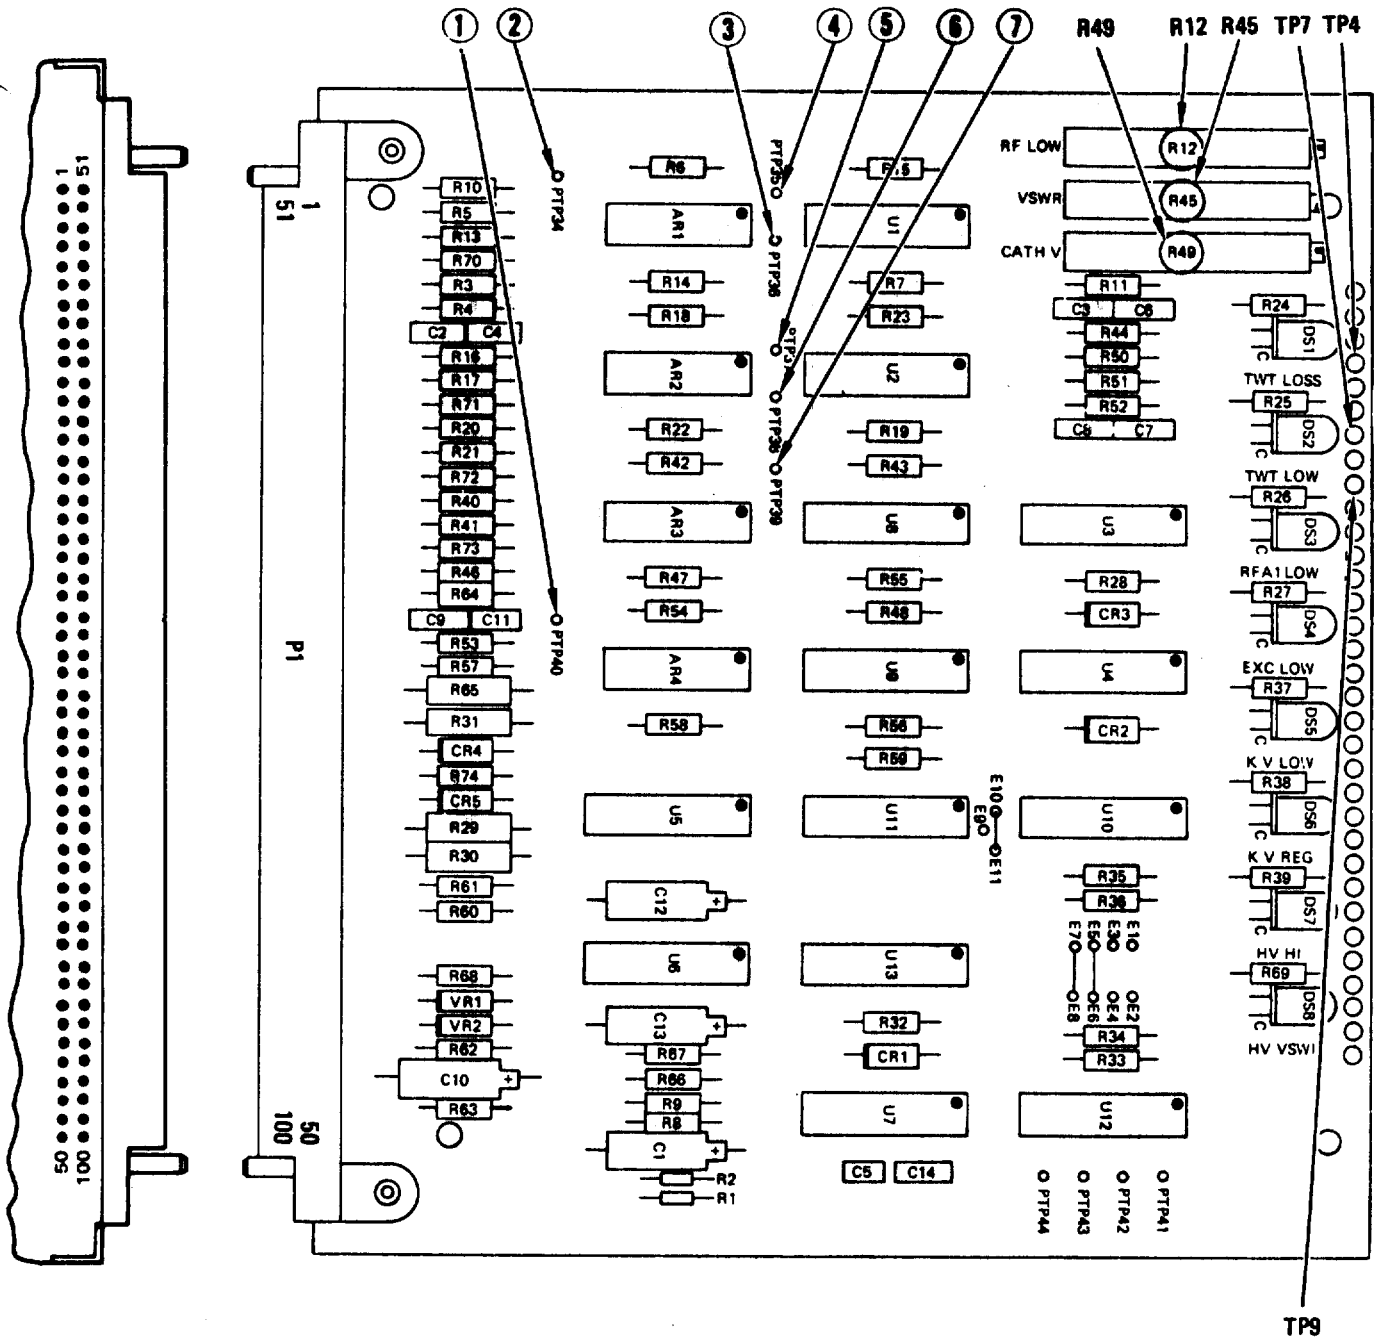 1 2 3 4 5 6 7 R49 R12 R45 TP7 TP4
1 51
50 100
1 51
P1
50 100
R10
R5
R13
R70
R3
R4
C2 C4
R16
R17
R71
R20
R21
R72
R40
R41
R73
R46
R64
C9 C11
R53
R57
R65
R31
CR4
R74
CR5
R29
R30
R61
R60
R68
VR1
VR2
R62
C10 +
R63
PTP34
PTP40
R6
AR1
R14
R18
AR2
R22
R42
AR3
R47
R54
AR4
R58
U5
C12 +
U6
C13 +
R67
R66
R9
R8
C1 +
R2
R1
PTP35
PTP36
PTP3
PTP38
PTP39
U1
R7
R23
U2
R19
R43
U8
R55
R48
U9
R56
R59
U11
U13
R32
CR1
U7
C5 C14
E10
E9
E11
RF LOW R12
VSWR R45
CATH V R49
R11
C3 C6
R44
R50
R51
R52
C8 C7
U3
R28
CR3
U4
CR2
U10
R35
R36
E7 E5 E3 E1
E8 E6 E4 E2
R34
R33
U12
PTP44 PTP43 PTP42 PTP41
R24
DS1
C
TWT LOSS
R25
DS2
C
TWT LOW
R26
DS3
C
RFA1 LOW
R27
DS4
C
EXC LOW
R37
DS5
C
K V LOW
R38
DS6
C
K V REG
R39
DS7
C
HV HI
R69
DS8
C
HV VSW
TP9